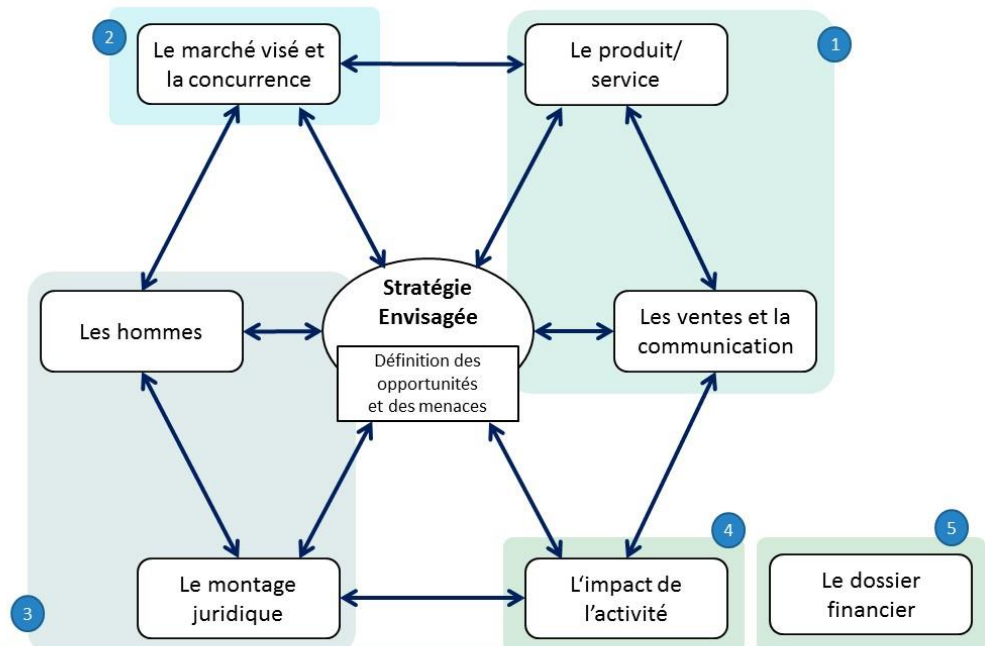 2
Le marché visé et
la concurrence
Le produit/
service
1
Stratégie
Envisagée
Définition des
opportunités
et des menaces
Les hommes
Les ventes et la
communication
3
Le montage
juridique
4
L‘impact de
l’activité
5
Le dossier
financier